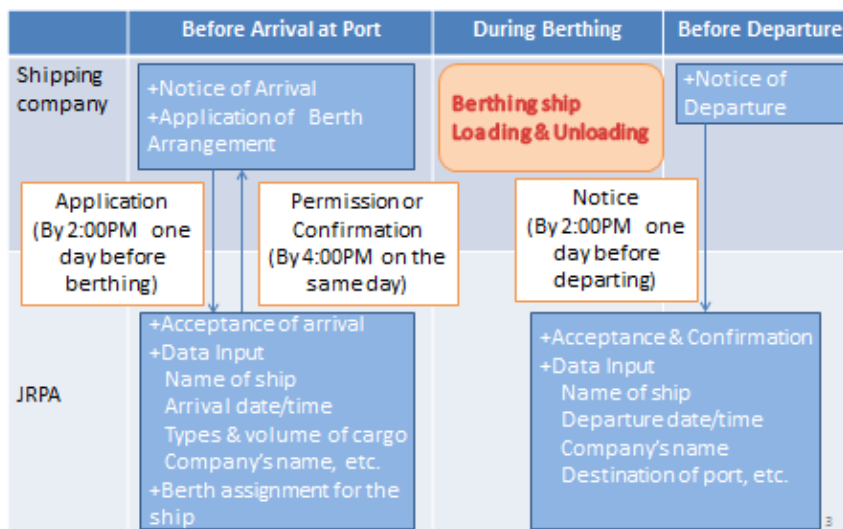 Before Arrival at Port
During Berthing
Before Departure
Shipping
company
+Notice of Arrival
+Application of Berth
Arrangement
Berthing ship
Loading & Unloading
+Notice of
Departure
Application
(By 2:00PM one
day before
berthing)
Permission or
Confirmation
(By 4:00PM on the
same day)
Notice
(By 2:00PM one
day before
departing)
JRPA
+Acceptance of arrival
+Data Input
Name of ship
Arrival date/time
Types & volume of cargo
Company's name, etc.
+Berth assignment for the
ship
+Acceptance & Confirmation
+Data Input
Name of ship
Departure date/time
Company's name
Destination of port, etc.
3